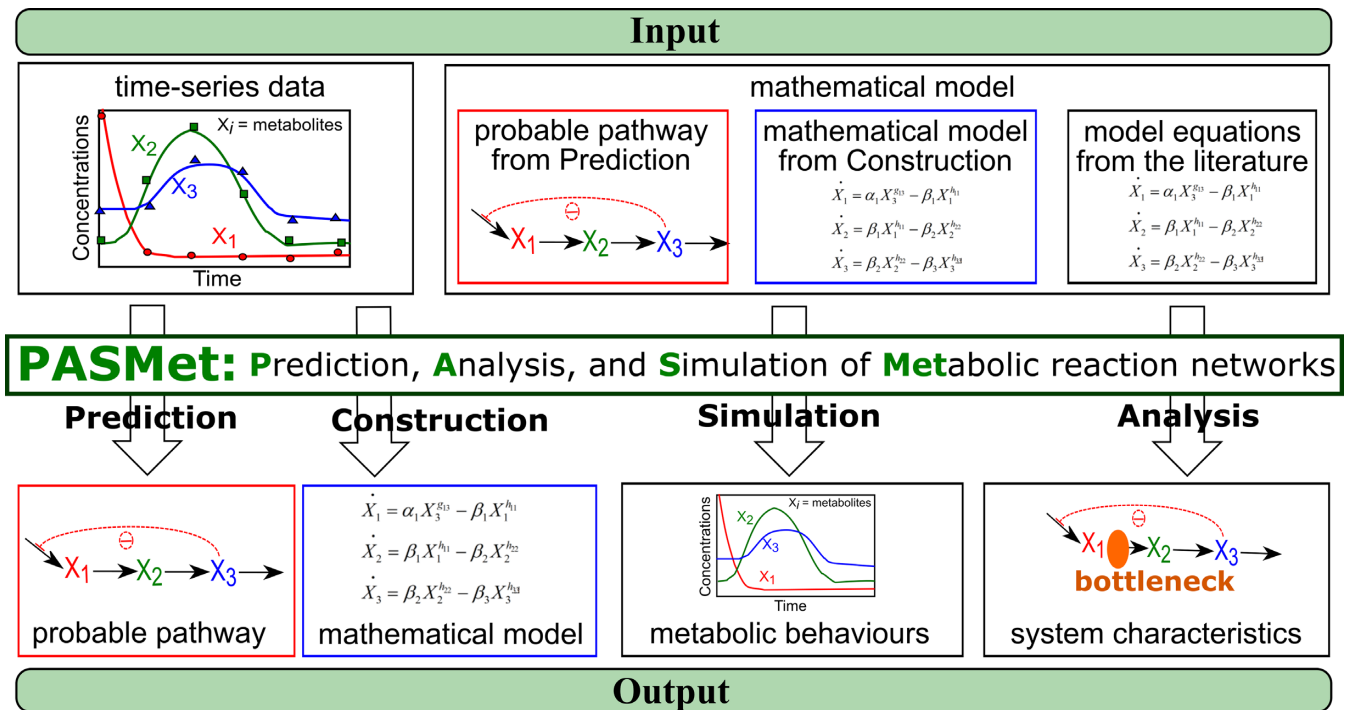 Input
time-series data
Concentrations
Xi = metabolites
X2
X3
X1
Time
mathematical model
probable pathway
from Prediction
X1
X2
X3
mathematical model
from Construction
Ẋ1 = α1X3^g13 − β1X1^h11
Ẋ2 = β1X1^h11 − β2X2^h22
Ẋ3 = β2X2^h22 − β3X3^h33
model equations
from the literature
Ẋ1 = α1X3^g13 − β1X1^h11
Ẋ2 = β1X1^h11 − β2X2^h22
Ẋ3 = β2X2^h22 − β3X3^h33
PASMet: Prediction, Analysis, and Simulation of Metabolic reaction networks
Prediction
Construction
Simulation
Analysis
X1
X2
X3
probable pathway
Ẋ1 = α1X3^g13 − β1X1^h11
Ẋ2 = β1X1^h11 − β2X2^h22
Ẋ3 = β2X2^h22 − β3X3^h33
mathematical model
Concentrations
Xi = metabolites
X2
X3
X1
Time
metabolic behaviours
X1
X2
X3
bottleneck
system characteristics
Output